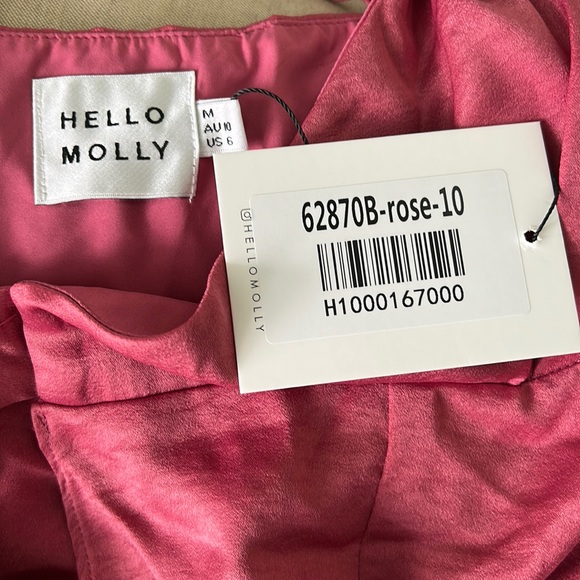 HELLO
MOLLY
M
AU 10
US 6
@HELLOMOLLY
62870B-rose-10
H1000167000